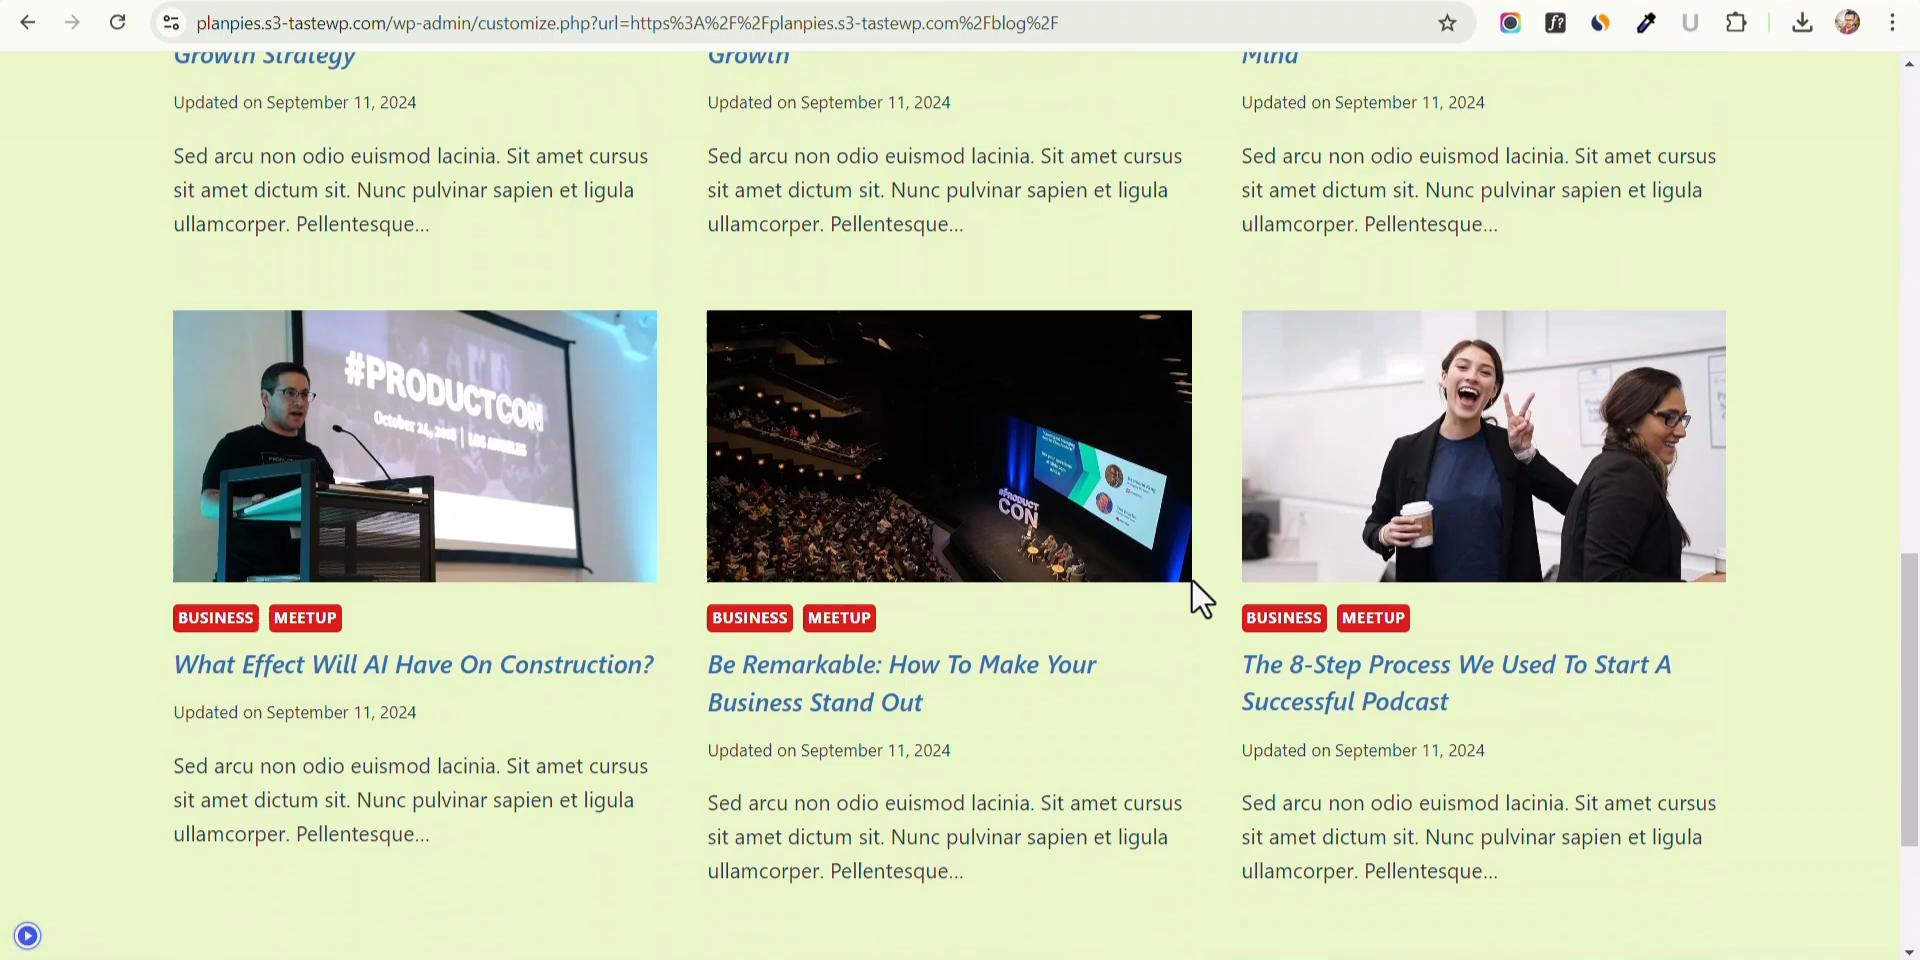 planpies.s3-tastewp.com/wp-admin/customize.php?url=https%3A%2F%2Fplanpies.s3-tastewp.com%2Fblog%2F
Growth Strategy
Updated on September 11, 2024
Sed arcu non odio euismod lacinia. Sit amet cursus
sit amet dictum sit. Nunc pulvinar sapien et ligula
ullamcorper. Pellentesque...
Growth
Updated on September 11, 2024
Sed arcu non odio euismod lacinia. Sit amet cursus
sit amet dictum sit. Nunc pulvinar sapien et ligula
ullamcorper. Pellentesque...
Mind
Updated on September 11, 2024
Sed arcu non odio euismod lacinia. Sit amet cursus
sit amet dictum sit. Nunc pulvinar sapien et ligula
ullamcorper. Pellentesque...
#PRODUCTCON
October 24, 2018 | LOS ANGELES
BUSINESS MEETUP
What Effect Will AI Have On Construction?
Updated on September 11, 2024
Sed arcu non odio euismod lacinia. Sit amet cursus
sit amet dictum sit. Nunc pulvinar sapien et ligula
ullamcorper. Pellentesque...
#PRODUCT
CON
BUSINESS MEETUP
Be Remarkable: How To Make Your
Business Stand Out
Updated on September 11, 2024
Sed arcu non odio euismod lacinia. Sit amet cursus
sit amet dictum sit. Nunc pulvinar sapien et ligula
ullamcorper. Pellentesque...
BUSINESS MEETUP
The 8-Step Process We Used To Start A
Successful Podcast
Updated on September 11, 2024
Sed arcu non odio euismod lacinia. Sit amet cursus
sit amet dictum sit. Nunc pulvinar sapien et ligula
ullamcorper. Pellentesque...